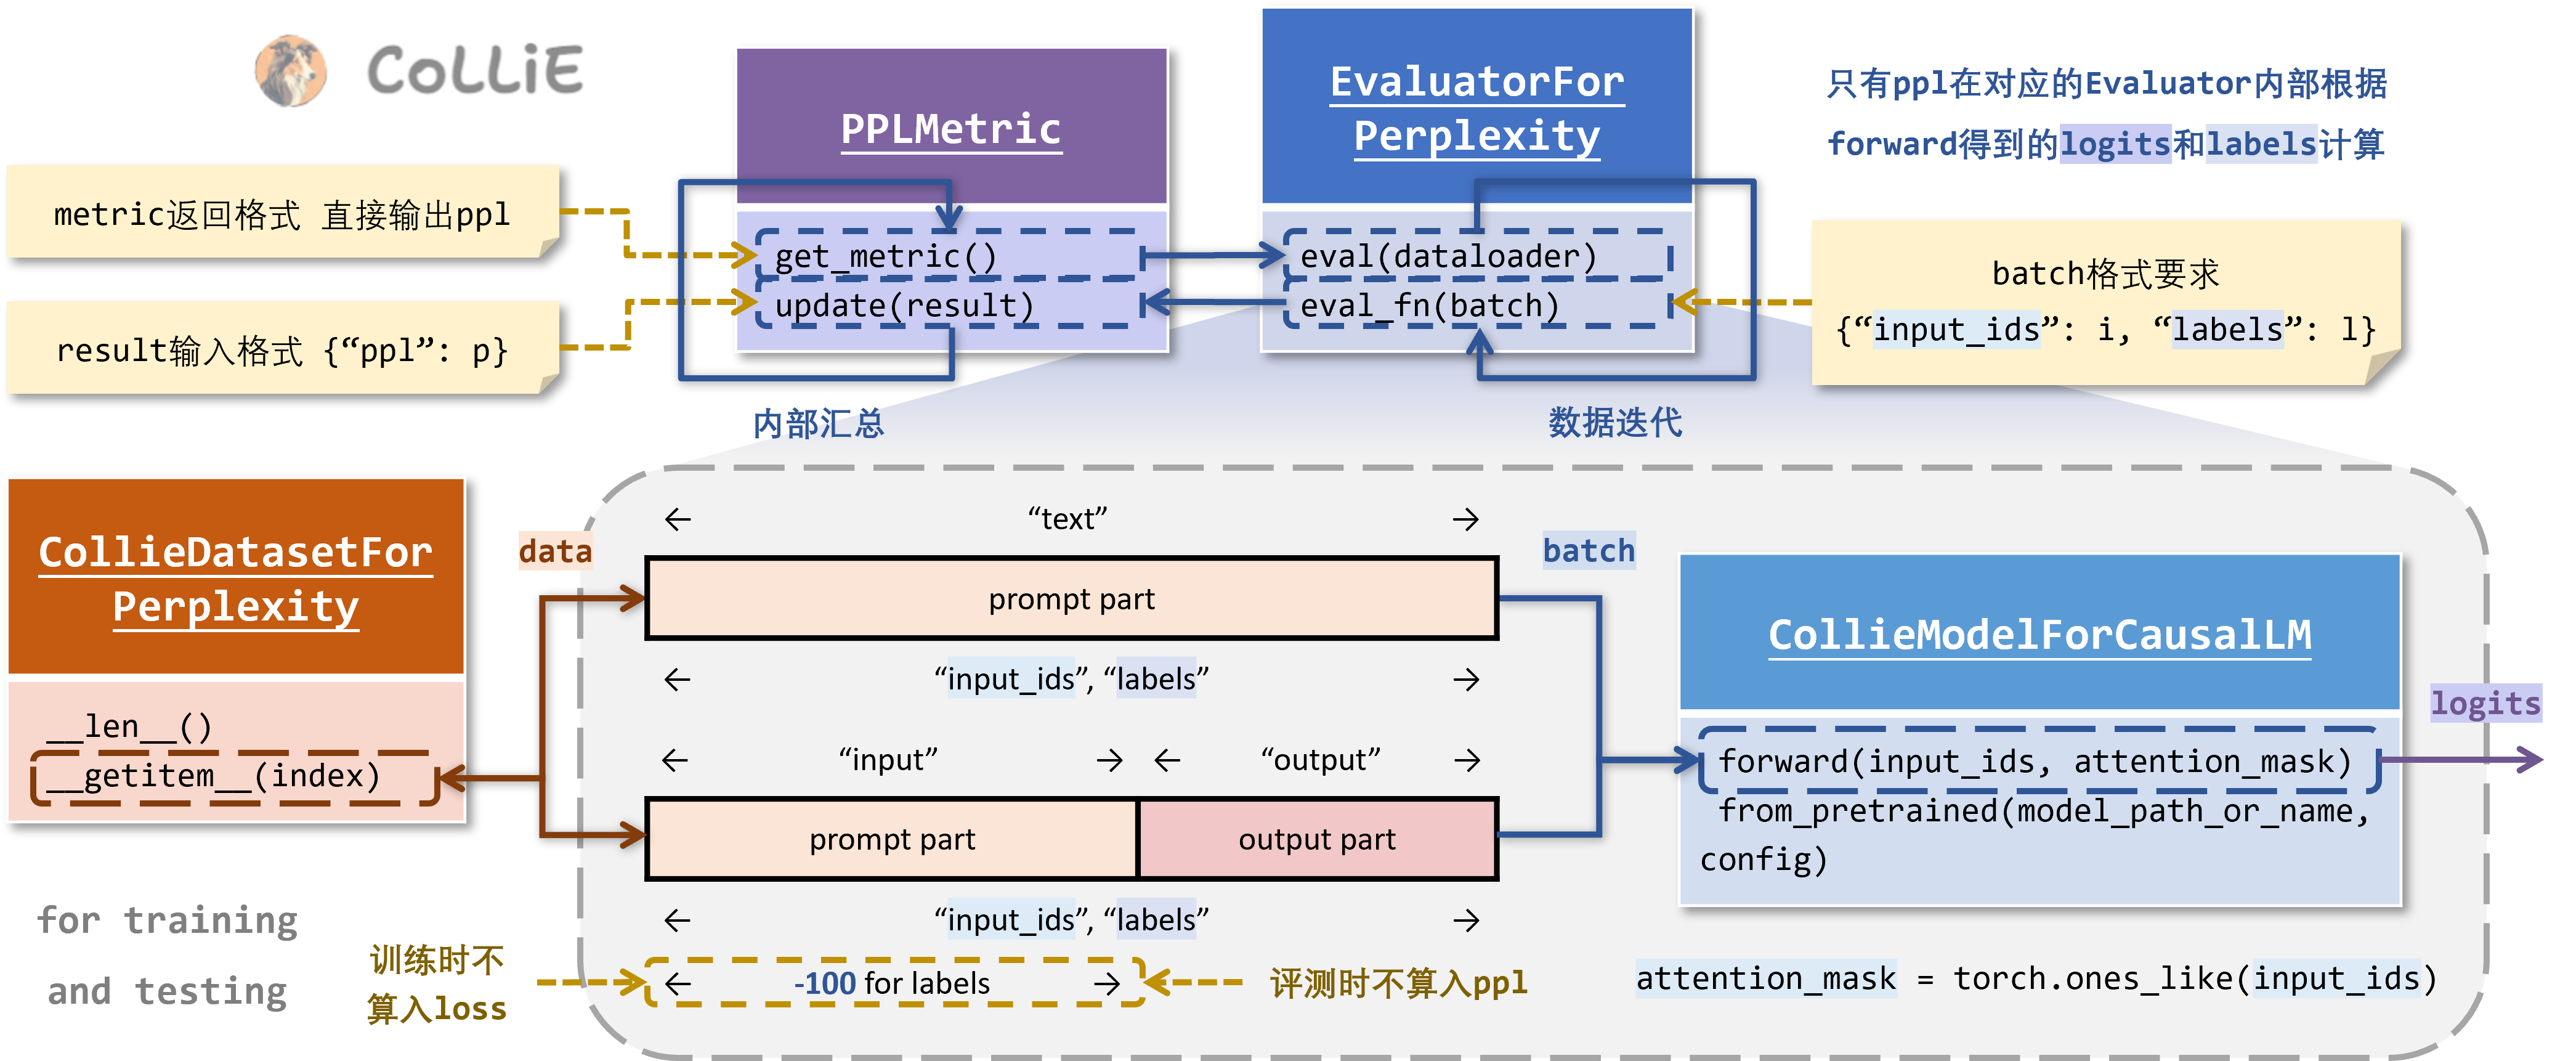 CoLLiE
PPLMetric
get_metric()
update(result)
EvaluatorFor
Perplexity
eval(dataloader)
eval_fn(batch)
只有ppl在对应的Evaluator内部根据
forward得到的logits和labels计算
metric返回格式 直接输出ppl
result输入格式 {“ppl”: p}
batch格式要求
{“input_ids”: i, “labels”: l}
内部汇总
数据迭代
CollieDatasetFor
Perplexity
__len__()
__getitem__(index)
for training
and testing
data
← “text” →
prompt part
← “input_ids”, “labels” →
← “input” → ← “output” →
prompt part
output part
← “input_ids”, “labels” →
← -100 for labels →
训练时不
算入loss
评测时不算入ppl
batch
CollieModelForCausalLM
forward(input_ids, attention_mask)
from_pretrained(model_path_or_name,
config)
logits
attention_mask = torch.ones_like(input_ids)